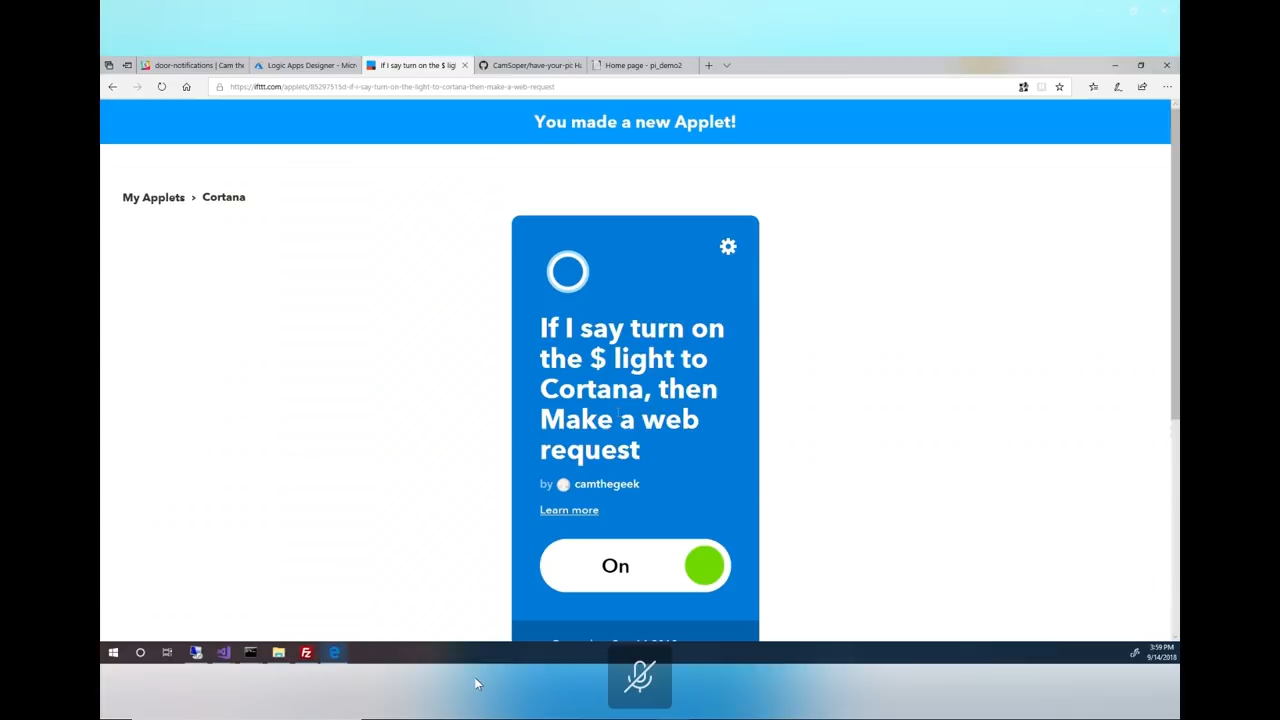 door-notifications | Cam the
Logic Apps Designer - Micr
If I say turn on the $ligl
CamSoper/have-your-pi: Ha
Home page - pi_demo2
https://ifttt.com/applets/85297515d-if-i-say-turn-on-the-light-to-cortana-then-make-a-web-request
You made a new Applet!
My Applets > Cortana
If I say turn on
the $ light to
Cortana, then
Make a web
request
by camthegeek
Learn more
On
3:59 PM
9/14/2018